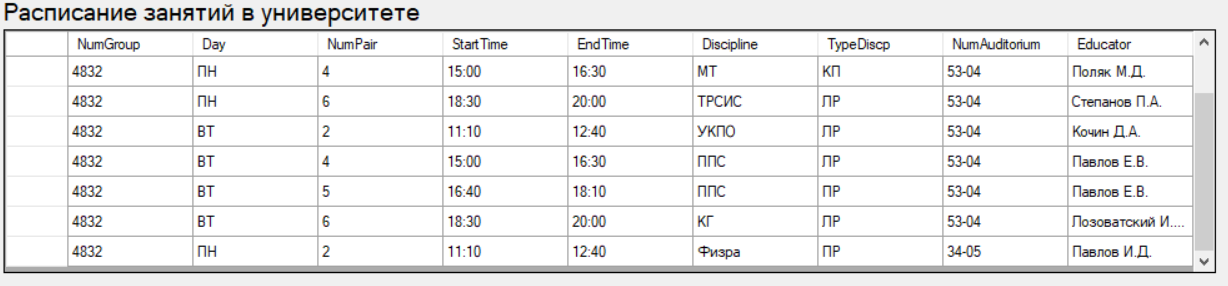 Расписание занятий в университете
NumGroup Day NumPair StartTime EndTime Discipline TypeDiscp NumAuditorium Educator
4832 ПН 4 15:00 16:30 МТ КП 53-04 Поляк М.Д.
4832 ПН 6 18:30 20:00 ТРСИС ЛР 53-04 Степанов П.А.
4832 ВТ 2 11:10 12:40 УКПО ЛР 53-04 Кочин Д.А.
4832 ВТ 4 15:00 16:30 ППС ЛР 53-04 Павлов Е.В.
4832 ВТ 5 16:40 18:10 ППС ПР 53-04 Павлов Е.В.
4832 ВТ 6 18:30 20:00 КГ ЛР 53-04 Лозоватский И....
4832 ПН 2 11:10 12:40 Физра ПР 34-05 Павлов И.Д.